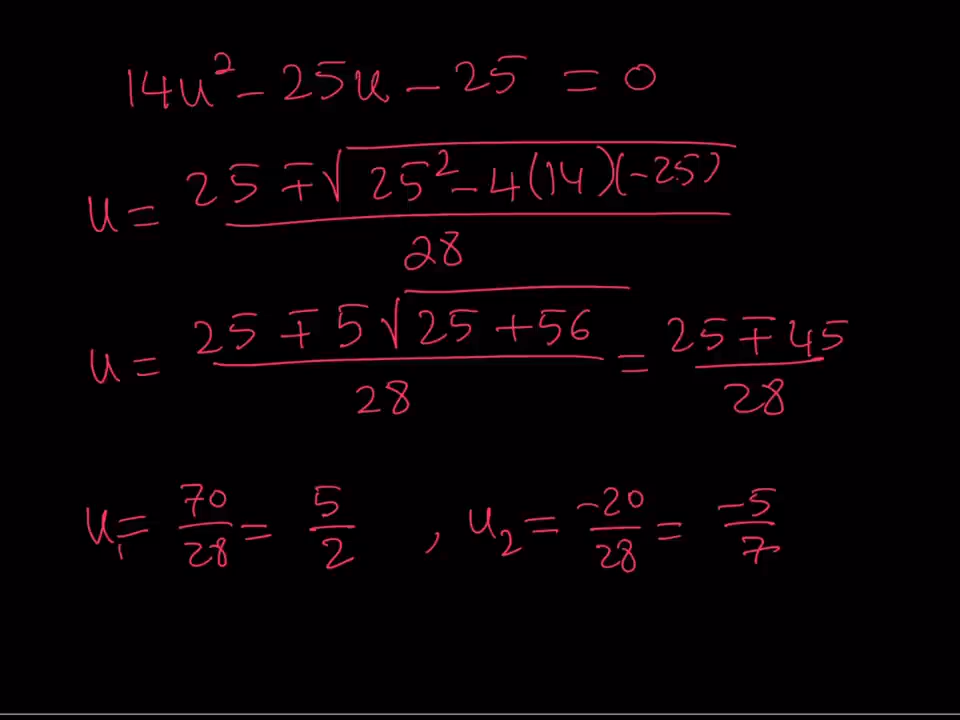 14u² - 25u - 25 = 0
u = (25 ∓ √(25² - 4(14)(-25))) / 28
u = (25 ∓ 5√(25 + 56)) / 28 = (25 ∓ 45) / 28
u₁ = 70/28 = 5/2 , u₂ = -20/28 = -5/7